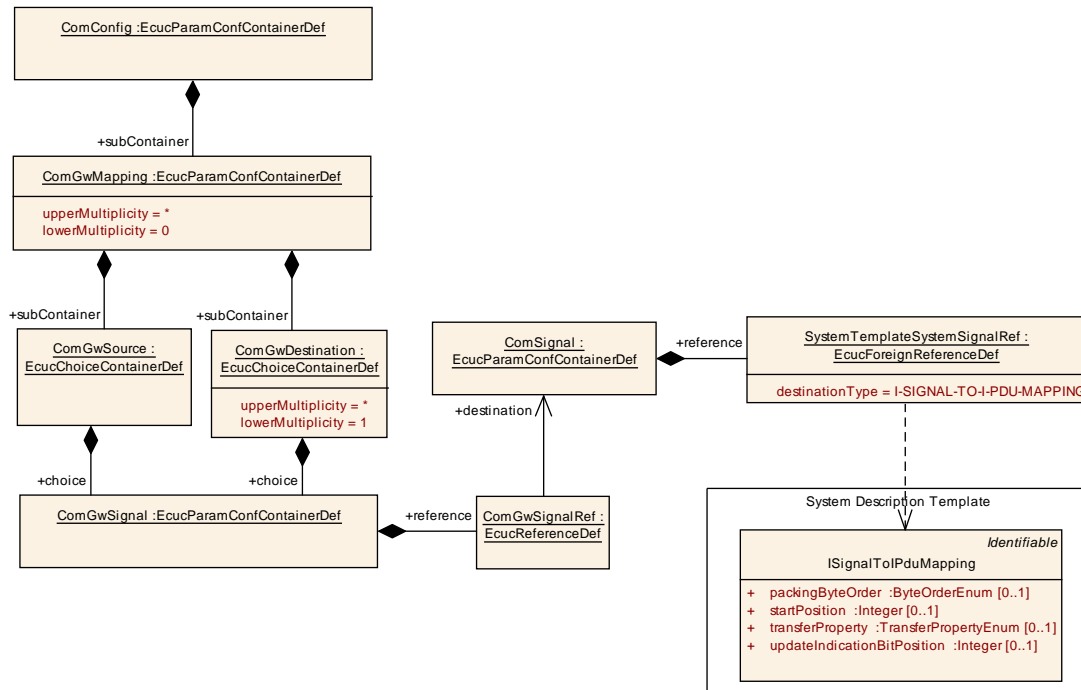 ComConfig :EcucParamConfContainerDef
+subContainer
ComGwMapping :EcucParamConfContainerDef
upperMultiplicity = *
lowerMultiplicity = 0
+subContainer
+subContainer
ComGwSource :
EcucChoiceContainerDef
ComGwDestination :
EcucChoiceContainerDef
upperMultiplicity = *
lowerMultiplicity = 1
ComSignal :
EcucParamConfContainerDef
+reference
SystemTemplateSystemSignalRef :
EcucForeignReferenceDef
destinationType = I-SIGNAL-TO-I-PDU-MAPPING
+destination
+choice
+choice
ComGwSignal :EcucParamConfContainerDef
+reference
ComGwSignalRef :
EcucReferenceDef
System Description Template
Identifiable
ISignalToIPduMapping
+ packingByteOrder :ByteOrderEnum [0..1]
+ startPosition :Integer [0..1]
+ transferProperty :TransferPropertyEnum [0..1]
+ updateIndicationBitPosition :Integer [0..1]